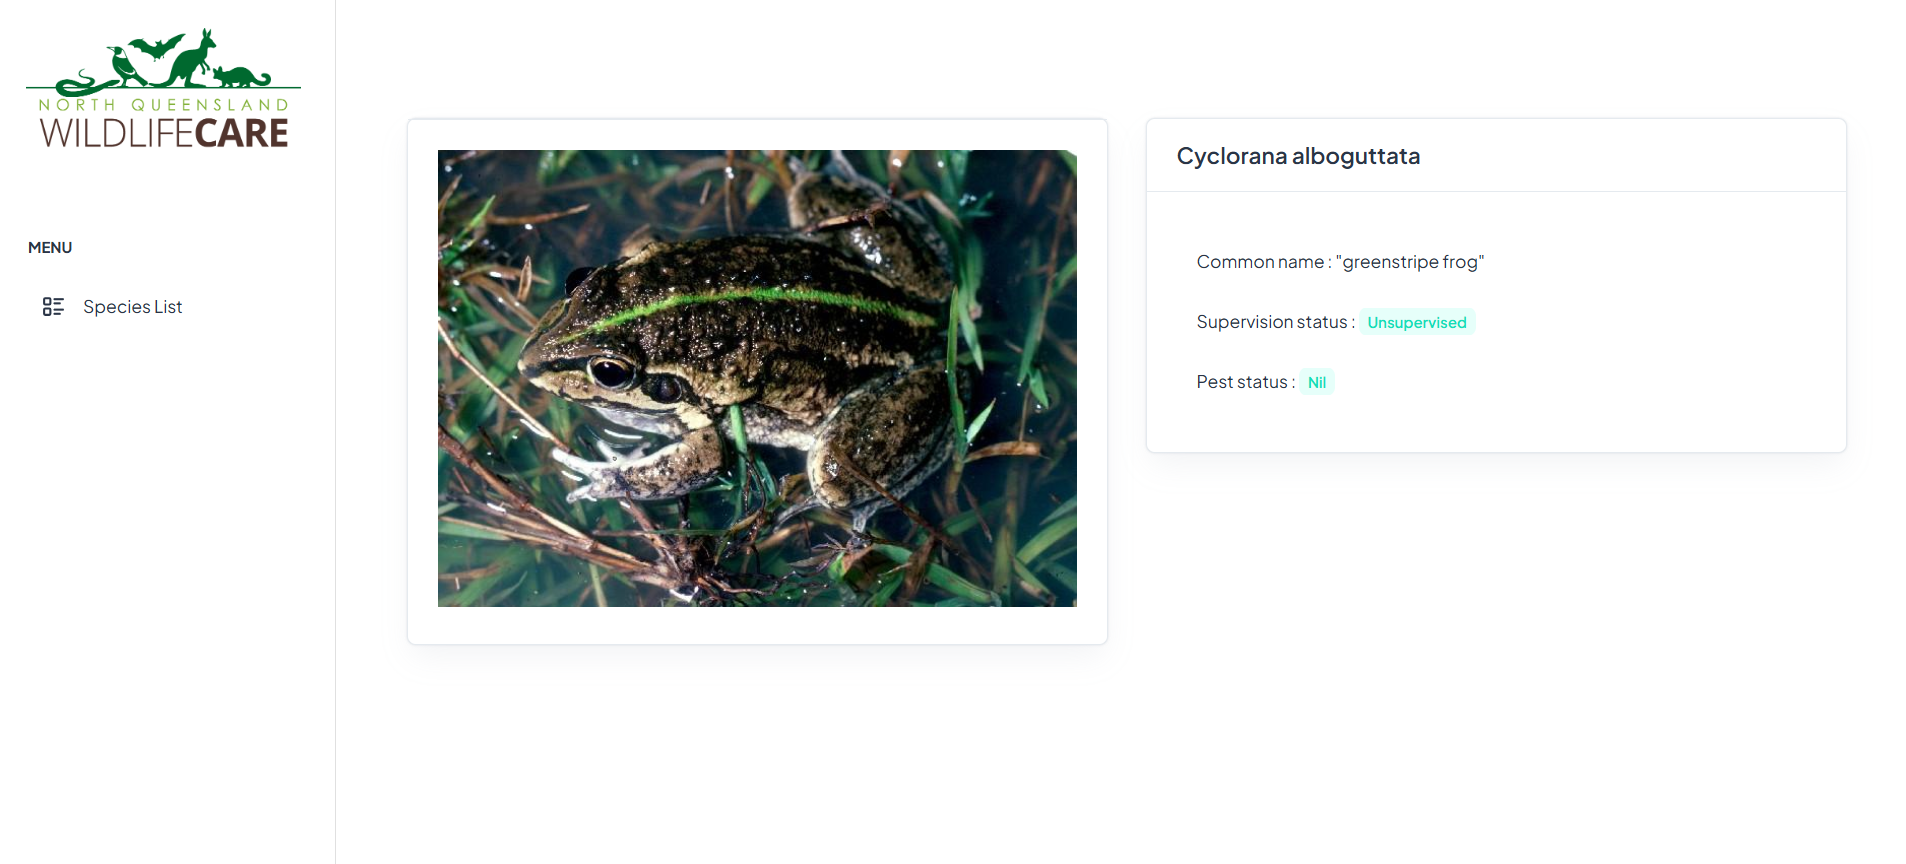 NORTH QUEENSLAND
WILDLIFECARE
MENU
Species List
Cyclorana alboguttata
Common name : "greenstripe frog"
Supervision status : Unsupervised
Pest status : Nil